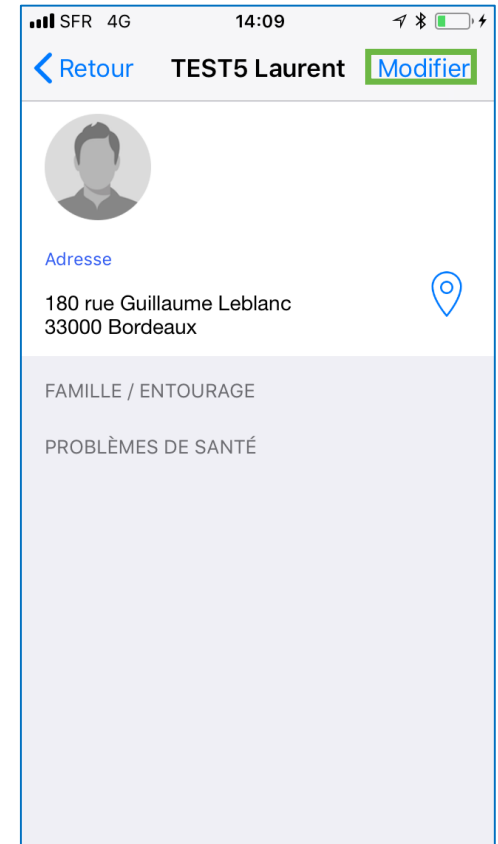 SFR 4G 14:09
Retour TEST5 Laurent Modifier
Adresse
180 rue Guillaume Leblanc
33000 Bordeaux
FAMILLE / ENTOURAGE
PROBLÈMES DE SANTÉ